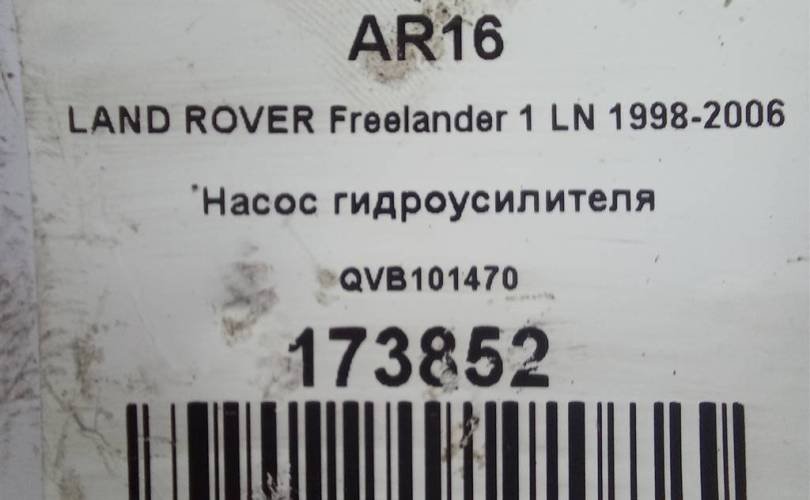 AR16
LAND ROVER Freelander 1 LN 1998-2006
*Насос гидроусилителя
QVB101470
173852